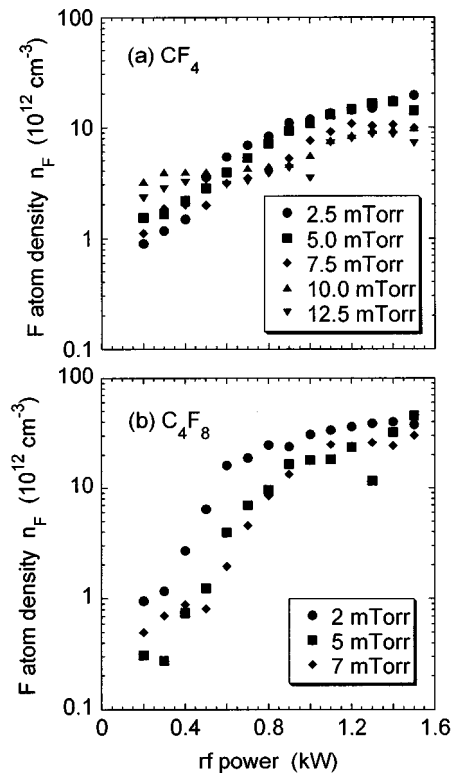 100
(a) CF4
10
1
0.1
F atom density nF (10^12 cm^-3)
2.5 mTorr
5.0 mTorr
7.5 mTorr
10.0 mTorr
12.5 mTorr
100
(b) C4F8
10
1
0.1
F atom density nF (10^12 cm^-3)
2 mTorr
5 mTorr
7 mTorr
0 0.4 0.8 1.2 1.6
rf power (kW)